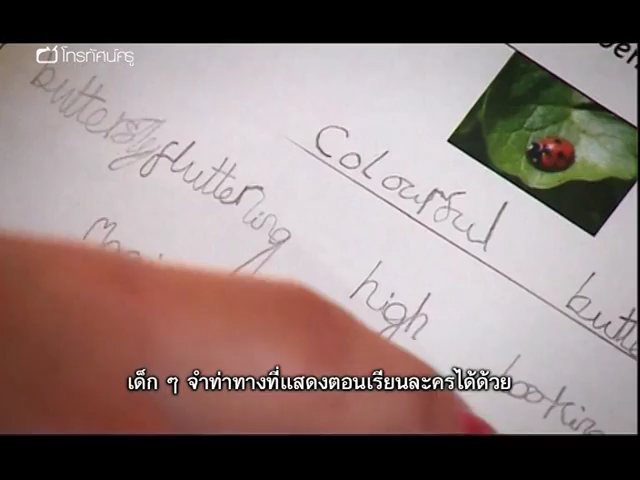 โทรทัศน์ครู
Colourful butte
butterfly fluttering high looking
เด็ก ๆ จำท่าทางที่แสดงตอนเรียนละครได้ด้วย